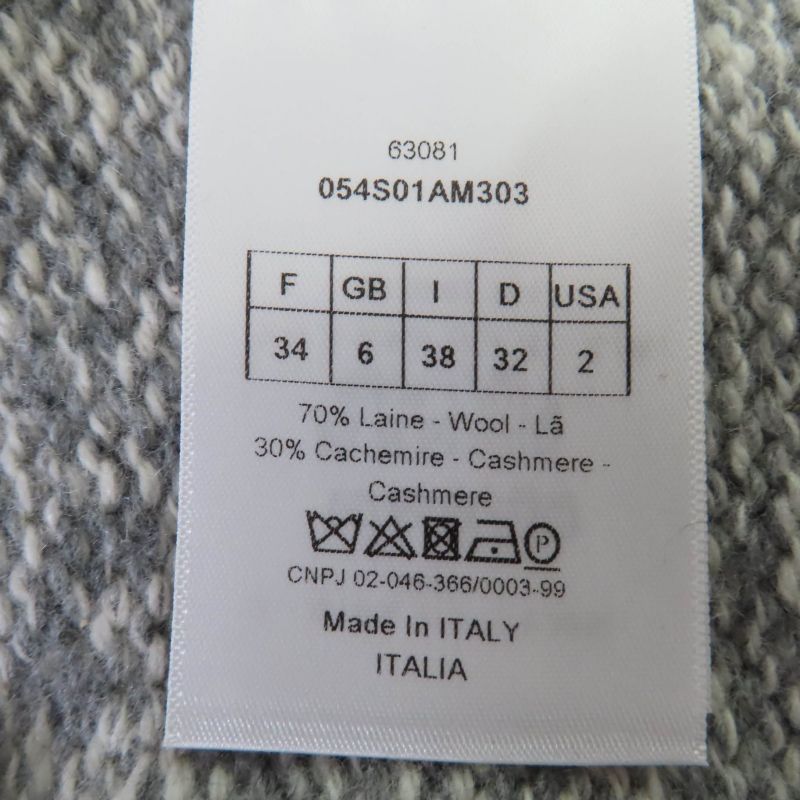 63081
054S01AM303
F GB I D USA
34 6 38 32 2
70% Laine - Wool - Lã
30% Cachemire - Cashmere -
Cashmere
P
CNPJ 02-046-366/0003-99
Made In ITALY
ITALIA